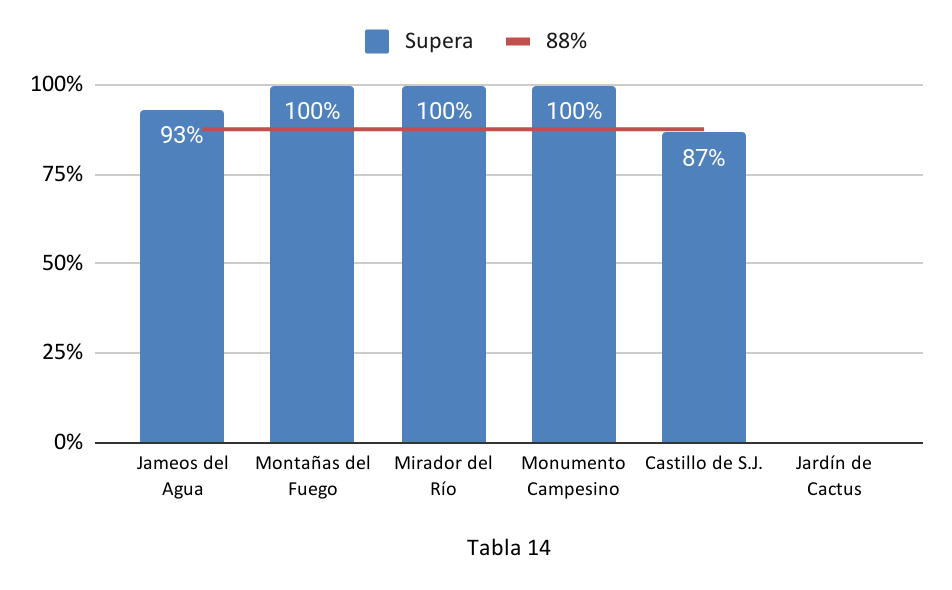 Supera 88%
100%
75%
50%
25%
0%
93%
100%
100%
100%
87%
Jameos del
Agua
Montañas del
Fuego
Mirador del
Río
Monumento
Campesino
Castillo de S.J.
Jardín de
Cactus
Tabla 14